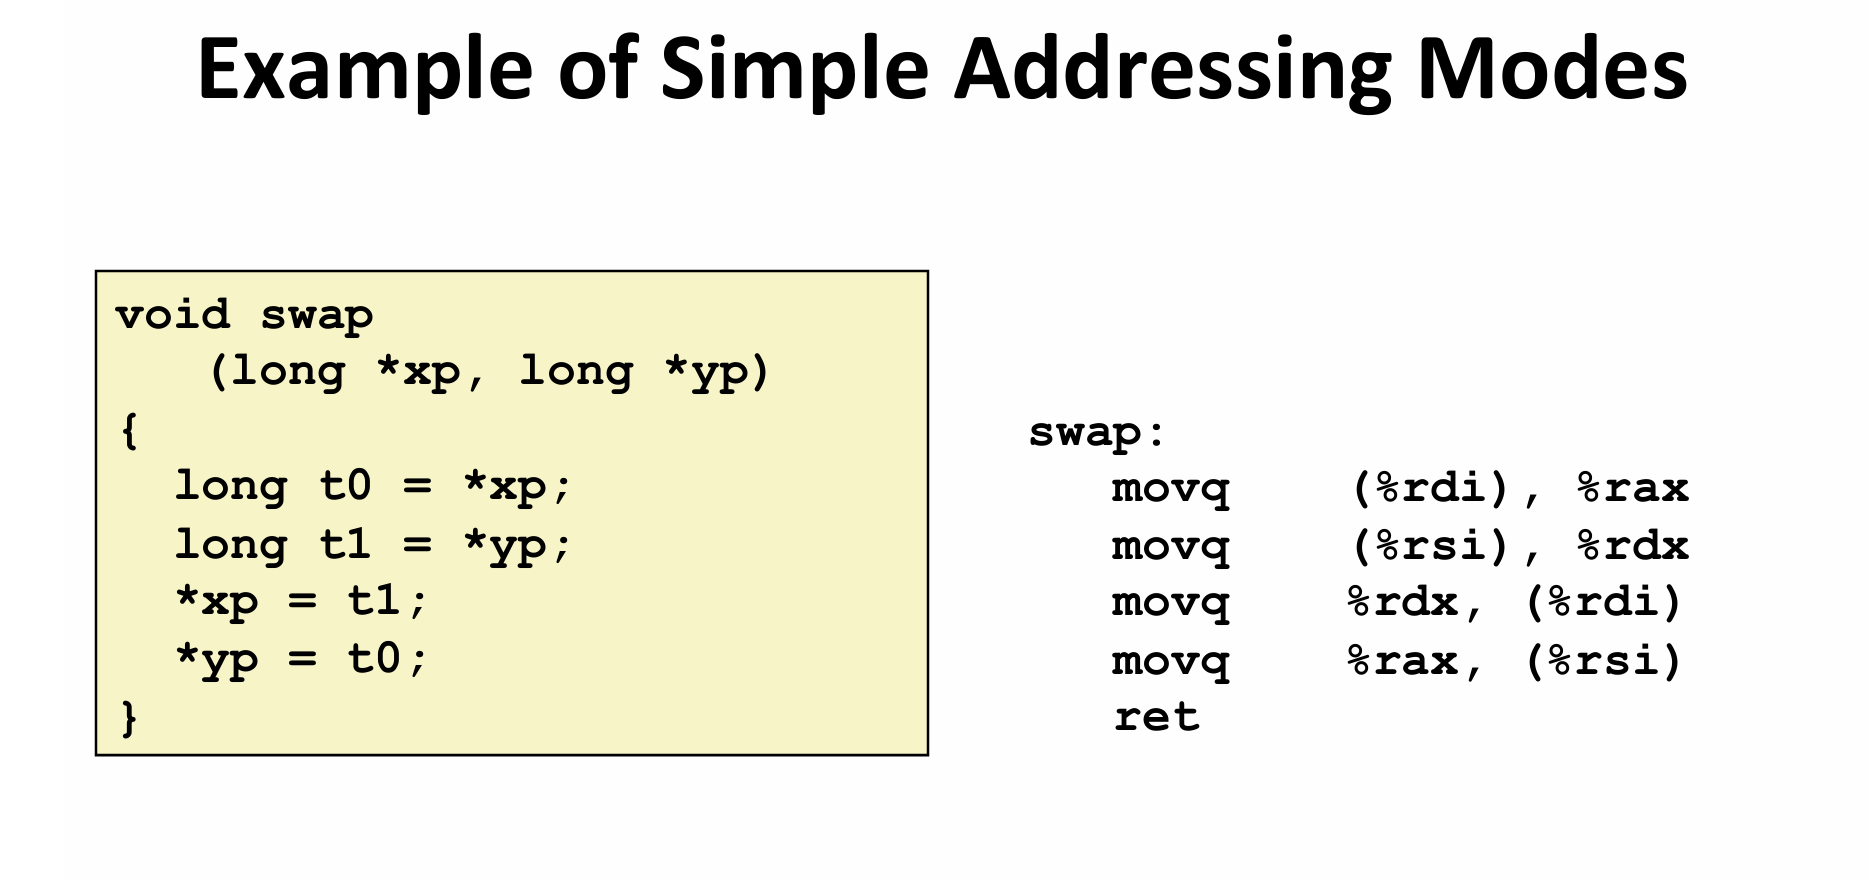 Example of Simple Addressing Modes
void swap
(long *xp, long *yp)
{
long t0 = *xp;
long t1 = *yp;
*xp = t1;
*yp = t0;
}
swap:
movq (%rdi), %rax
movq (%rsi), %rdx
movq %rdx, (%rdi)
movq %rax, (%rsi)
ret